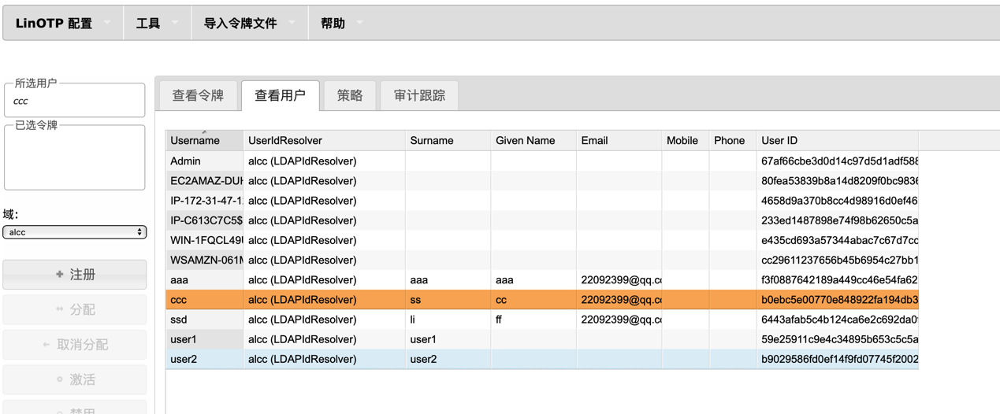 LinOTP 配置 工具 导入令牌文件 帮助
所选用户
ccc
已选令牌
域:
alcc
注册
分配
取消分配
激活
禁用
查看令牌 查看用户 策略 审计跟踪
Username UserIdResolver Surname Given Name Email Mobile Phone User ID
Admin alcc (LDAPIdResolver) 67af66cbe3d0d14c97d5d1adf588
EC2AMAZ-DUH alcc (LDAPIdResolver) 80fea53839b8a14d8209f0bc9836
IP-172-31-47-1 alcc (LDAPIdResolver) 4658d9a370b8cc4d98916d0ef46
IP-C613C7C5$ alcc (LDAPIdResolver) 233ed1487898e74f98b62650c5a
WIN-1FQCL49 alcc (LDAPIdResolver) e435cd693a57344abac7c67d7cc
WSAMZN-061M alcc (LDAPIdResolver) cc29611237656b45b6954c27bb1
aaa alcc (LDAPIdResolver) aaa aaa 22092399@qq.co f3f0887642189a449cc46e54fa62
ccc alcc (LDAPIdResolver) ss cc 22092399@qq.co b0ebc5e00770e848922fa194db3
ssd alcc (LDAPIdResolver) li ff 22092399@qq.co 6443afab5c4b124ca6e2c692da0
user1 alcc (LDAPIdResolver) user1 59e25911c9e4c34895b653c5c5a
user2 alcc (LDAPIdResolver) user2 b9029586fd0ef14f9fd07745f2002